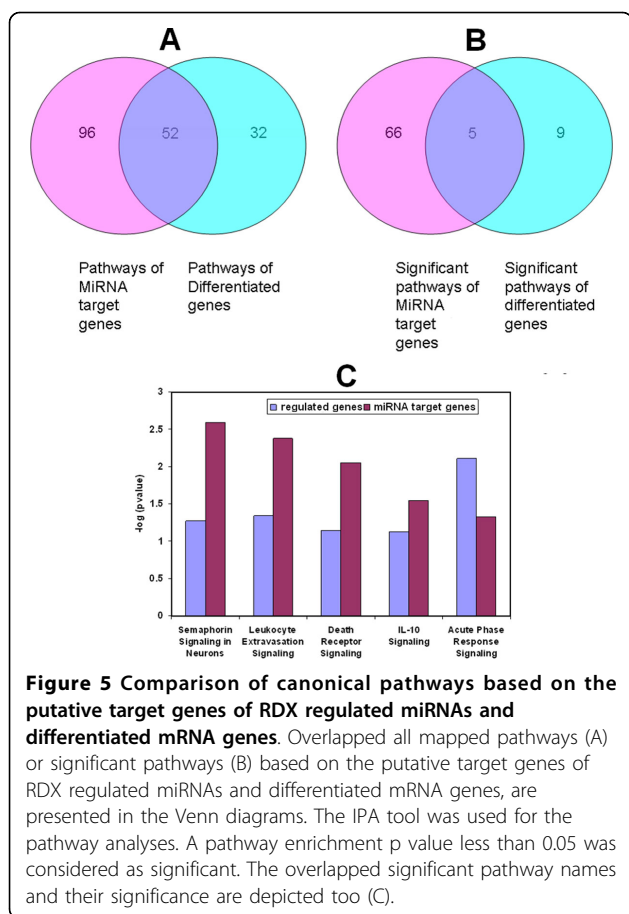 A
B
96
52
32
66
5
9
Pathways of
MiRNA
target
genes
Pathways of
Differentiated
genes
Significant
pathways of
MiRNA
target
genes
Significant
pathways of
differentiated
genes
C
3
2.5
2
1.5
1
0.5
0
-log (pvalue)
regulated genes
miRNA target genes
Semaphorin
Signaling in
Neurons
Leukocyte
Extravasation
Signaling
Death
Receptor
Signaling
IL-10
Signaling
Acute Phase
Response
Signaling
Figure 5 Comparison of canonical pathways based on the
putative target genes of RDX regulated miRNAs and
differentiated mRNA genes. Overlapped all mapped pathways (A)
or significant pathways (B) based on the putative target genes of
RDX regulated miRNAs and differentiated mRNA genes, are
presented in the Venn diagrams. The IPA tool was used for the
pathway analyses. A pathway enrichment p value less than 0.05 was
considered as significant. The overlapped significant pathway names
and their significance are depicted too (C).